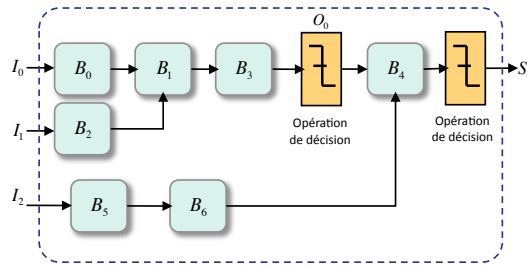 O₀
I₀ B₀ B₁ B₃ B₄ S
Opération
de décision
Opération
de décision
I₁ B₂
I₂ B₅ B₆